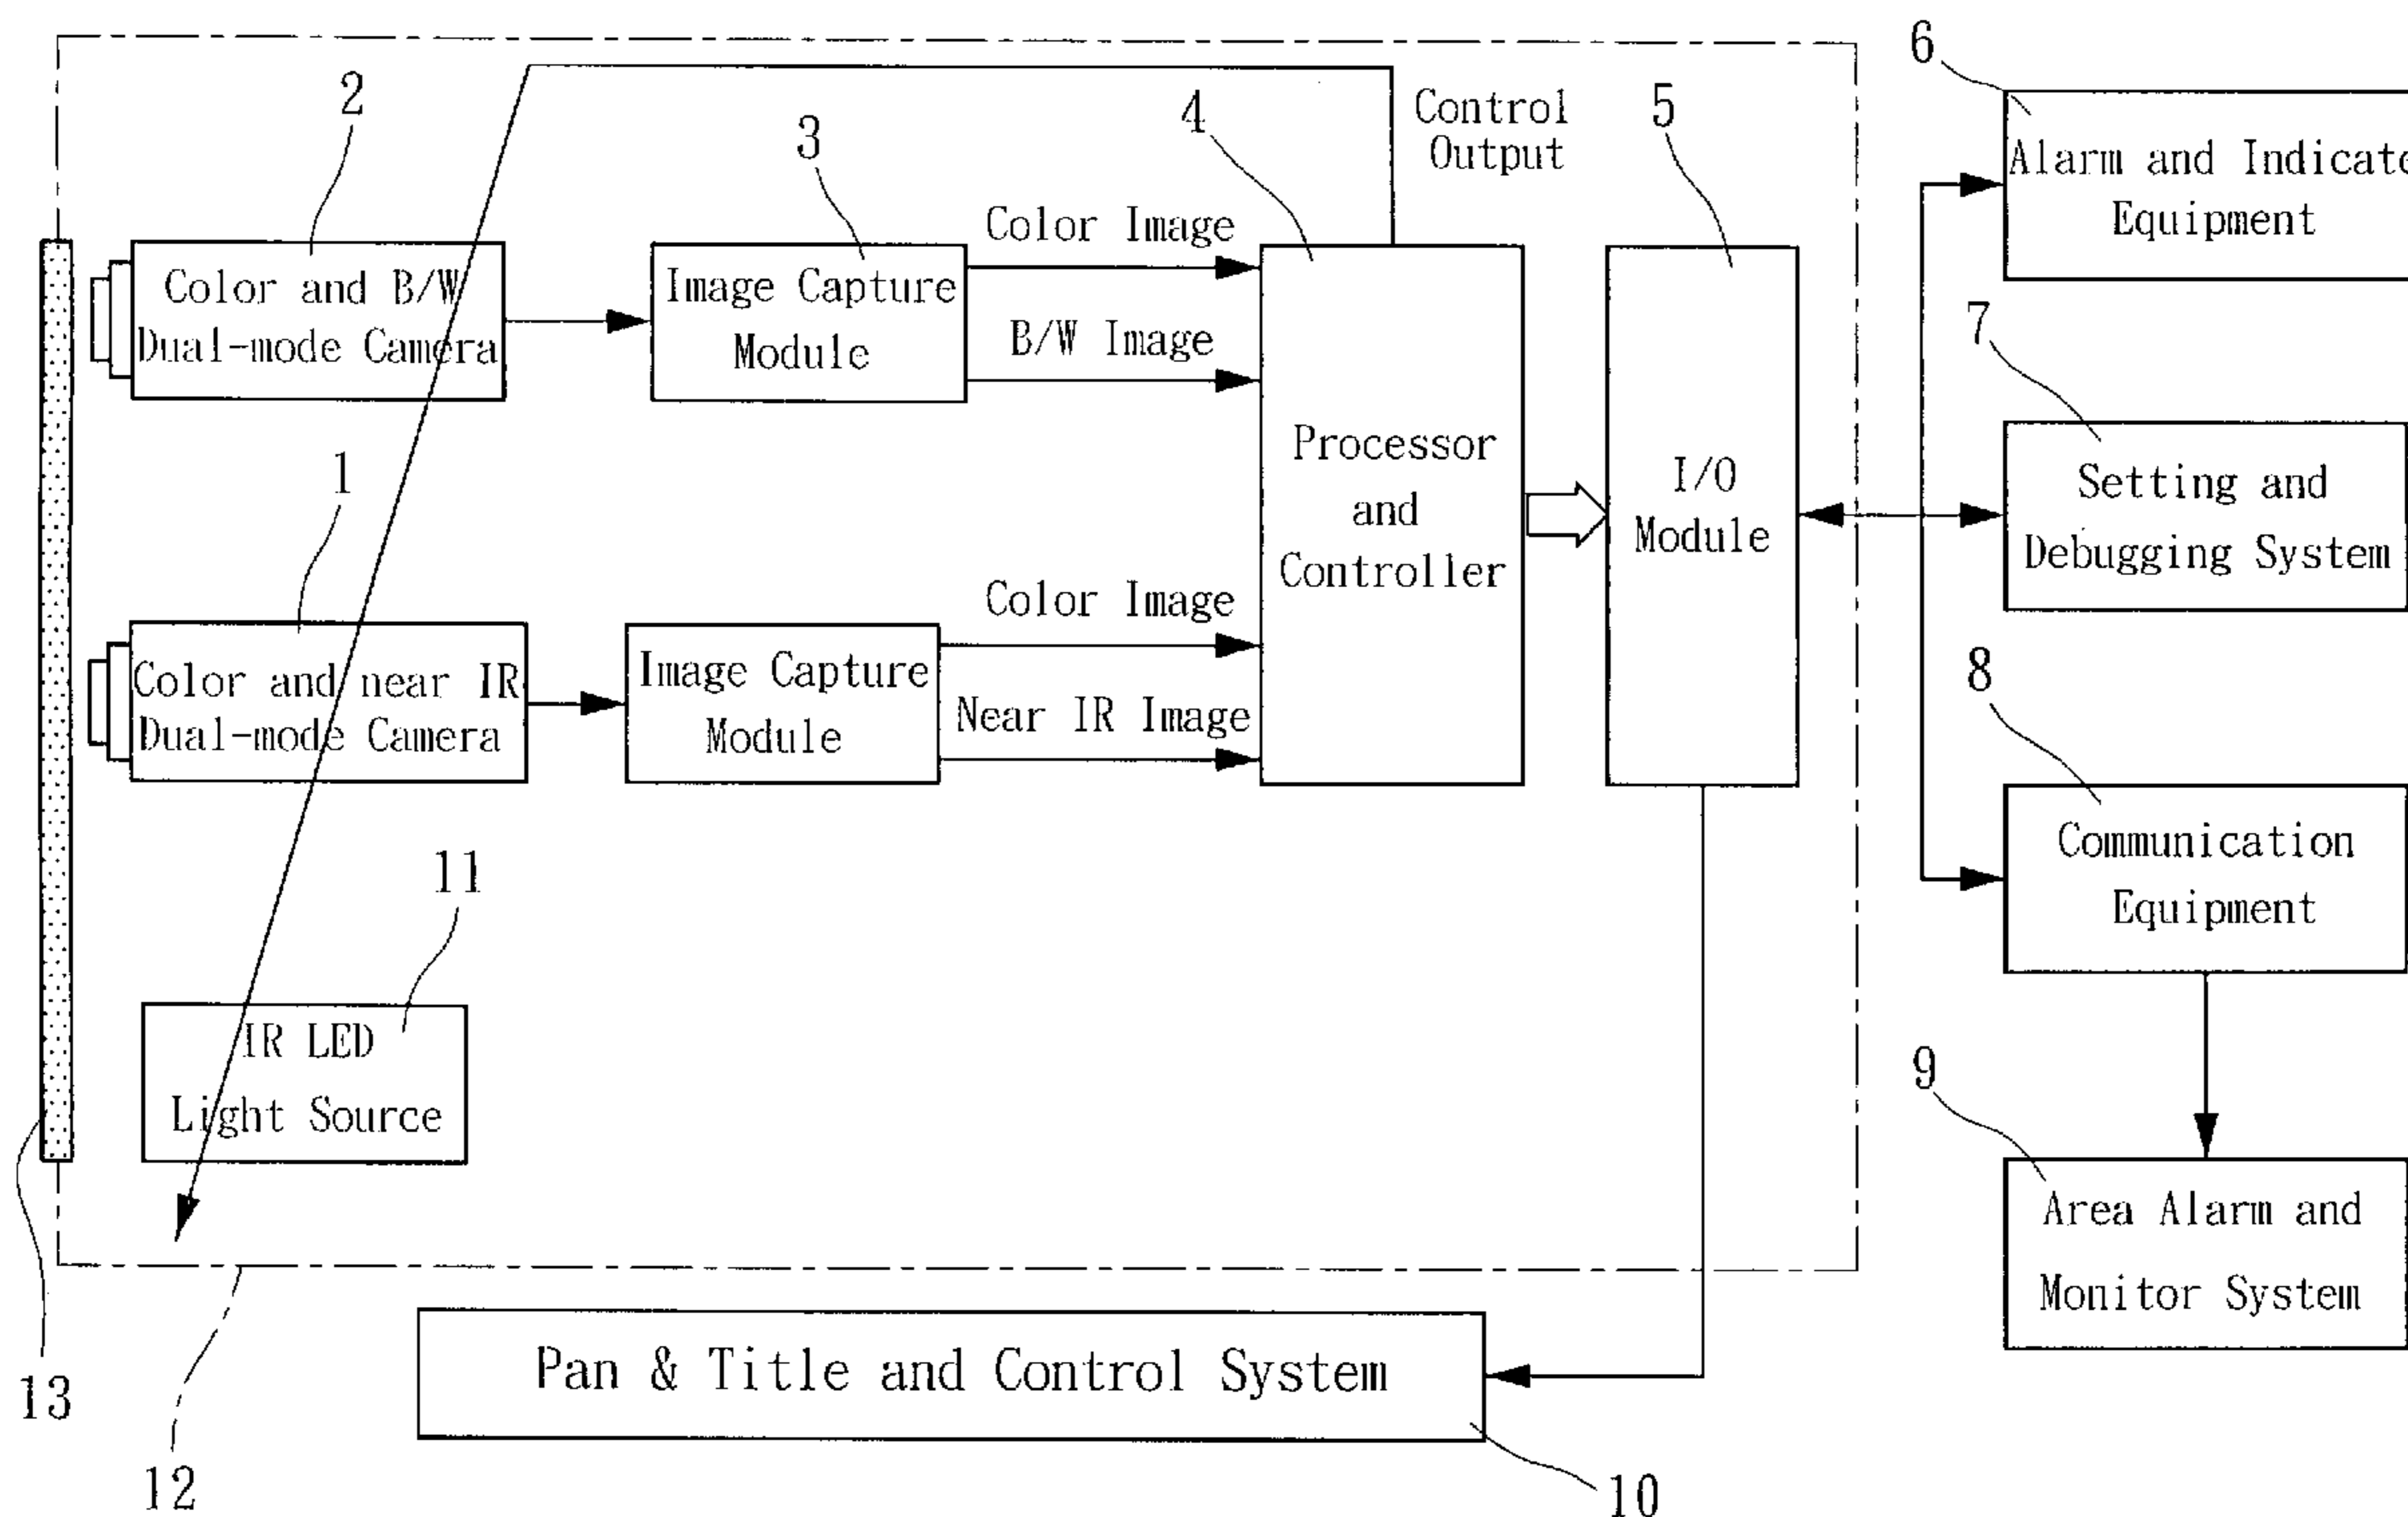 6
2
Control
Output
3
4
5
Alarm and Indicate
Equipment
Color Image
Color and B/W
Dual-mode Camera
Image Capture
Module
B/W Image
7
1
Processor
and
Controller
I/O
Module
Setting and
Debugging System
Color Image
8
Color and near IR
Dual-mode Camera
Image Capture
Module
Near IR Image
11
Communication
Equipment
IR LED
Light Source
9
Area Alarm and
Monitor System
Pan & Title and Control System
13
12
10